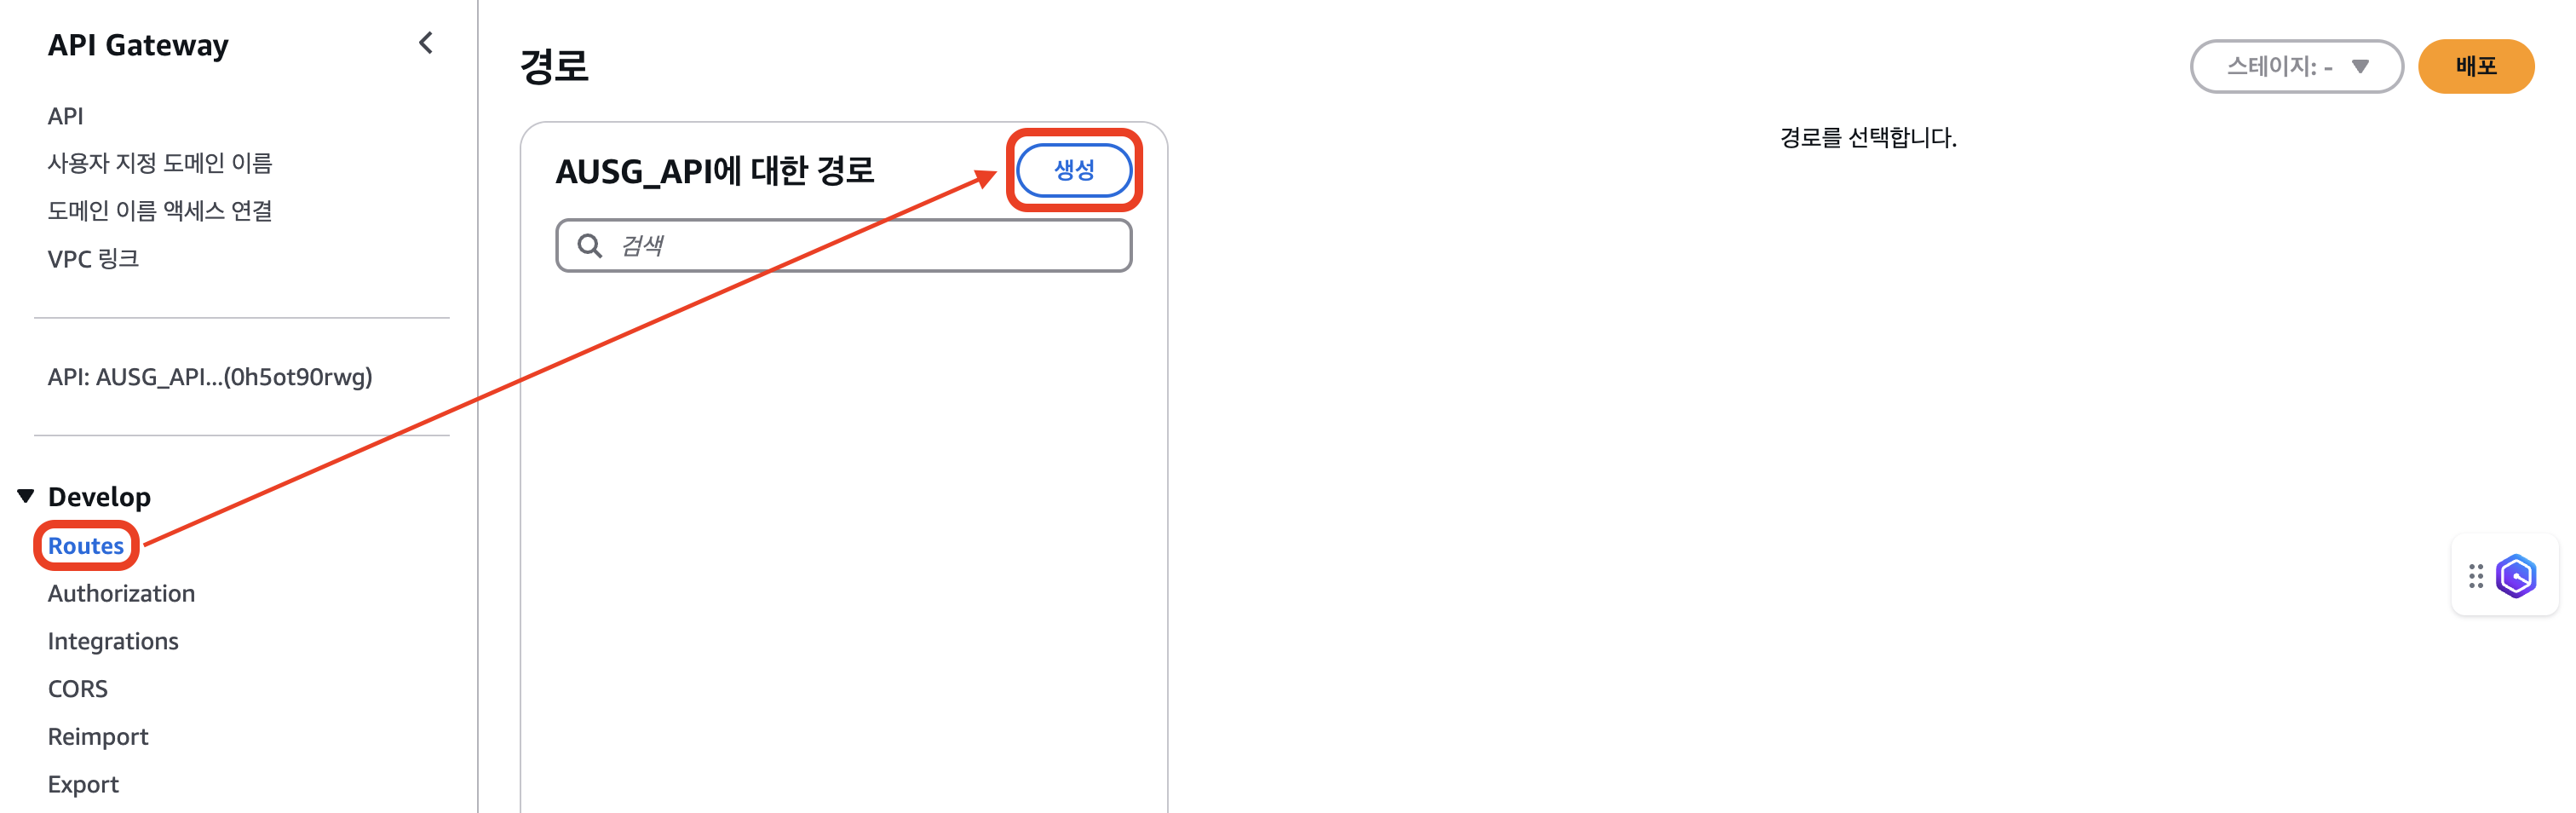 API Gateway
API
사용자 지정 도메인 이름
도메인 이름 액세스 연결
VPC 링크
API: AUSG_API...(0h5ot90rwg)
Develop
Routes
Authorization
Integrations
CORS
Reimport
Export
경로
스테이지: -
배포
AUSG_API에 대한 경로
생성
검색
경로를 선택합니다.